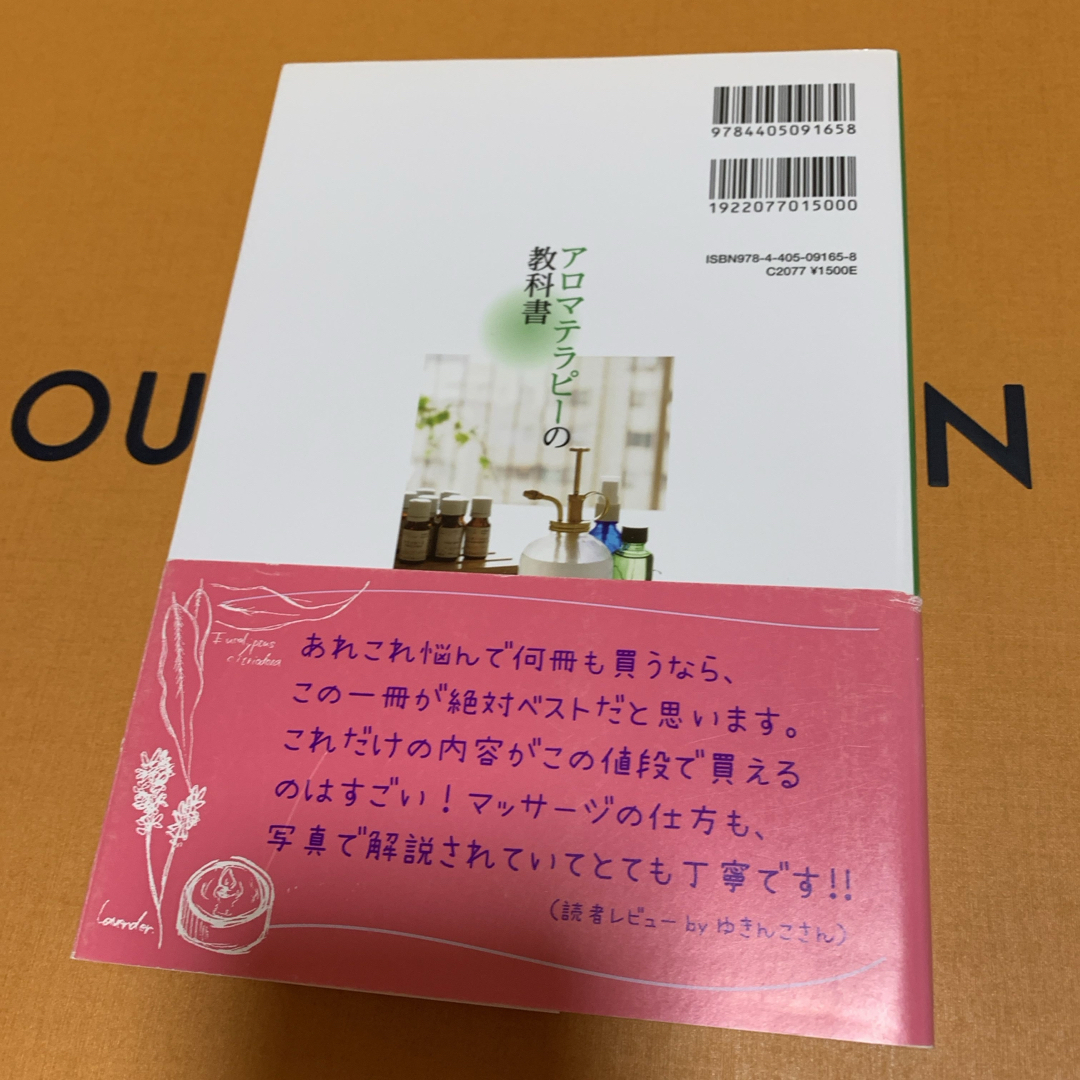 9784405091658
1922077015000
ISBN978-4-405-09165-8
C2077 ¥1500E
アロマテラピーの
教科書
OU
N
あれこれ悩んで何冊も買うなら、
この一冊が絶対ベストだと思います。
これだけの内容がこの値段で買える
のはすごい！マッサージの仕方も、
写真で解説されていてとても丁寧です!!
(読者レビュー by ゆきんこさん)
Lavender.